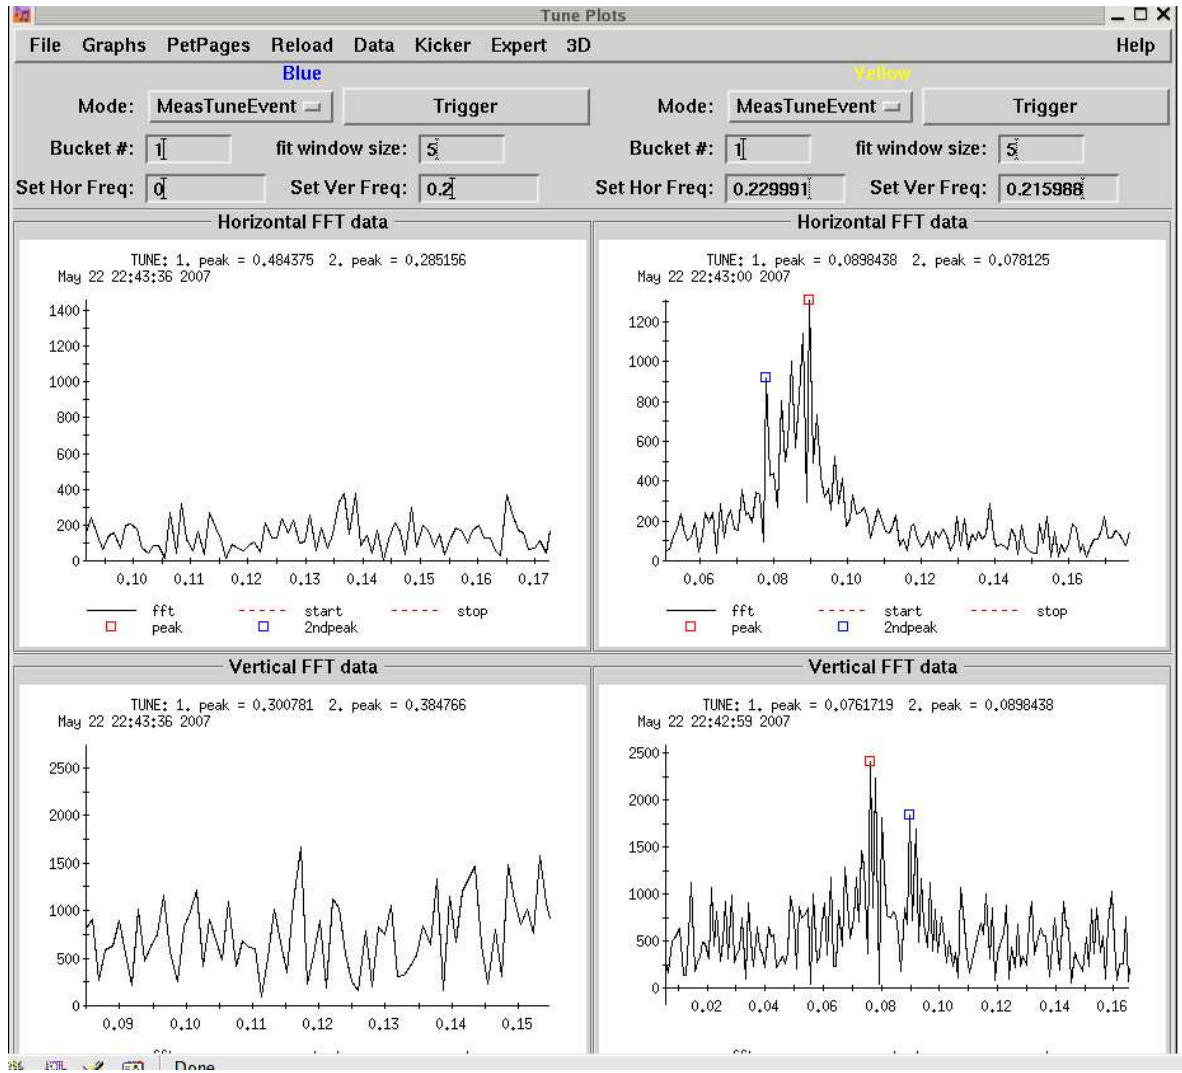 Tune Plots
File Graphs PetPages Reload Data Kicker Expert 3D Help
Blue Yellow
Mode: MeasTuneEvent Trigger Mode: MeasTuneEvent Trigger
Bucket #: 1 fit window size: 5 Bucket #: 1 fit window size: 5
Set Hor Freq: 0 Set Ver Freq: 0.2 Set Hor Freq: 0.229991 Set Ver Freq: 0.215988
Horizontal FFT data
TUNE: 1. peak = 0.484375 2. peak = 0.285156
May 22 22:43:36 2007
1400
1200
1000
800
600
400
200
0
0.10 0.11 0.12 0.13 0.14 0.15 0.16 0.17
fft start stop
peak 2ndpeak
Horizontal FFT data
TUNE: 1. peak = 0.0898438 2. peak = 0.078125
May 22 22:43:00 2007
1200
1000
800
600
400
200
0
0.06 0.08 0.10 0.12 0.14 0.16
fft start stop
peak 2ndpeak
Vertical FFT data
TUNE: 1. peak = 0.300781 2. peak = 0.384766
May 22 22:43:36 2007
2500
2000
1500
1000
500
0
0.09 0.10 0.11 0.12 0.13 0.14 0.15
Vertical FFT data
TUNE: 1. peak = 0.0761719 2. peak = 0.0898438
May 22 22:42:59 2007
2500
2000
1500
1000
500
0
0.02 0.04 0.06 0.08 0.10 0.12 0.14 0.16
Done